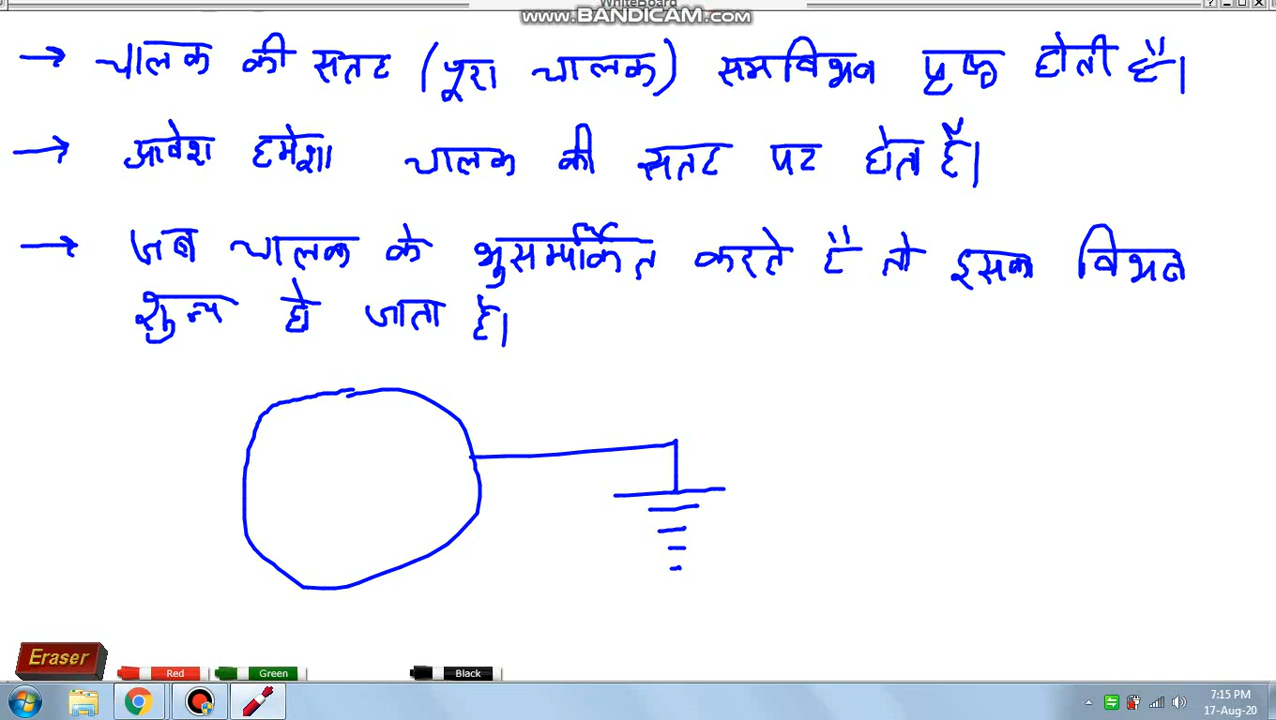 WhiteBoard
www.BANDICAM.com
→ चालक की सतह (पूरा चालक) समविभव पृष्ठ होती है।
→ आवेश हमेशा चालक की सतह पर होता है।
→ जब चालक के भुसम्पर्कित करते हैं तो इसका विभव
शुन्य हो जाता है।
Eraser
Red
Green
Black
7:15 PM
17-Aug-20